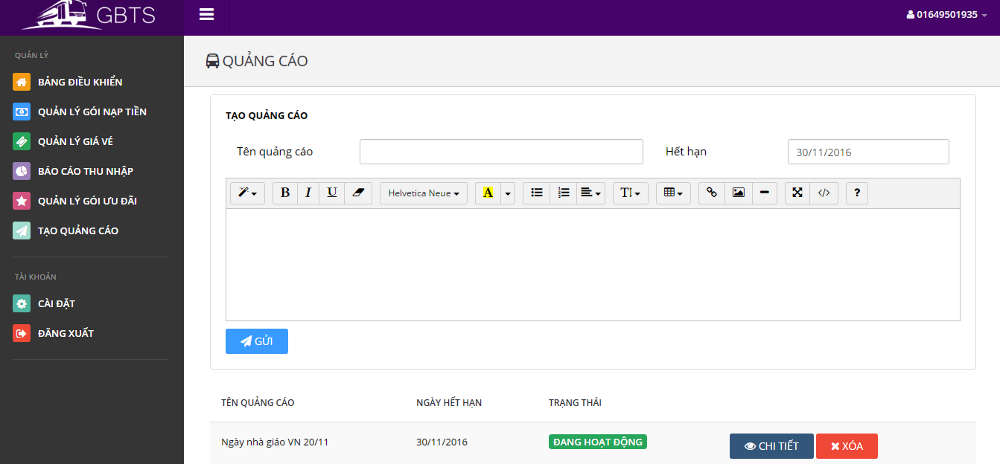 GBTS
01649501935
QUẢN LÝ
BẢNG ĐIỀU KHIỂN
QUẢN LÝ GÓI NẠP TIỀN
QUẢN LÝ GIÁ VÉ
BÁO CÁO THU NHẬP
QUẢN LÝ GÓI ƯU ĐÃI
TẠO QUẢNG CÁO
TÀI KHOẢN
CÀI ĐẶT
ĐĂNG XUẤT
QUẢNG CÁO
TẠO QUẢNG CÁO
Tên quảng cáo
Hết hạn
30/11/2016
B I U Helvetica Neue A TI </> ?
GỬI
TÊN QUẢNG CÁO NGÀY HẾT HẠN TRẠNG THÁI
Ngày nhà giáo VN 20/11 30/11/2016 ĐANG HOẠT ĐỘNG CHI TIẾT XÓA